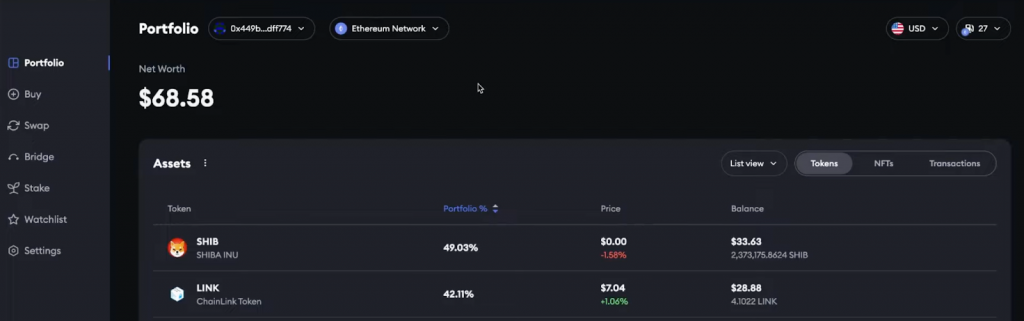 Portfolio 0x449b...dff774 Ethereum Network USD 27
Portfolio
Buy
Swap
Bridge
Stake
Watchlist
Settings
Net Worth
$68.58
Assets List view Tokens NFTs Transactions
Token Portfolio % Price Balance
SHIB 49.03% $0.00 $33.63
SHIBA INU -1.58% 2,373,175.8624 SHIB
LINK 42.11% $7.04 $28.88
ChainLink Token +1.06% 4.1022 LINK